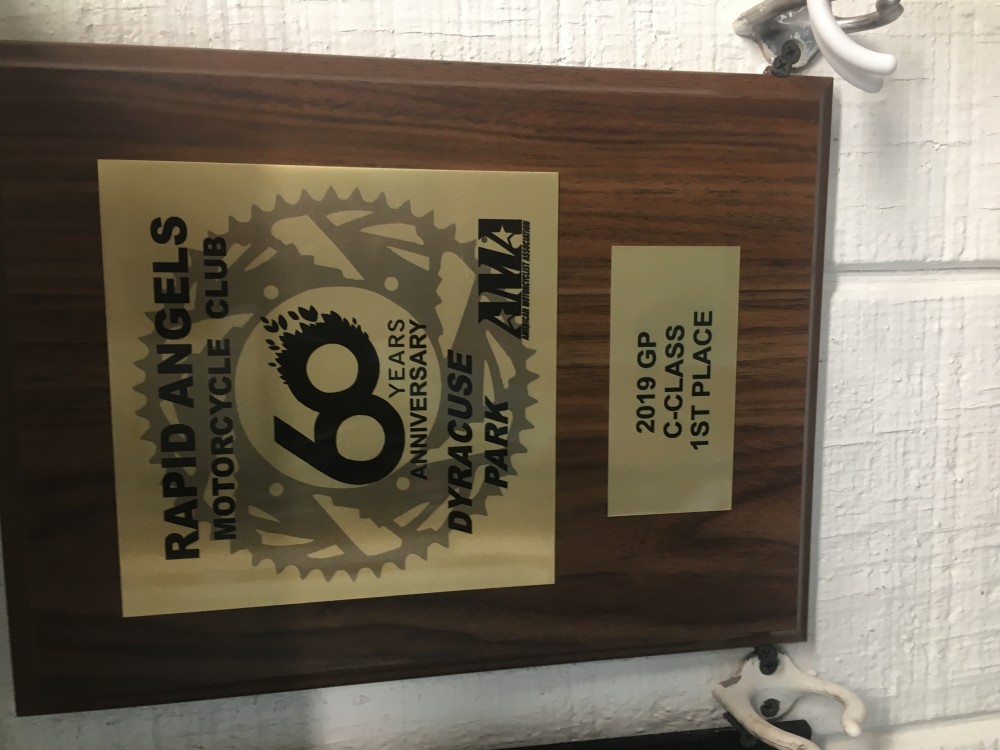 RAPID ANGELS
MOTORCYCLE CLUB
60
YEARS
ANNIVERSARY
DYRACUSE
PARK
AMA
AMERICAN MOTORCYCLIST ASSOCIATION
2019 GP
C-CLASS
1ST PLACE